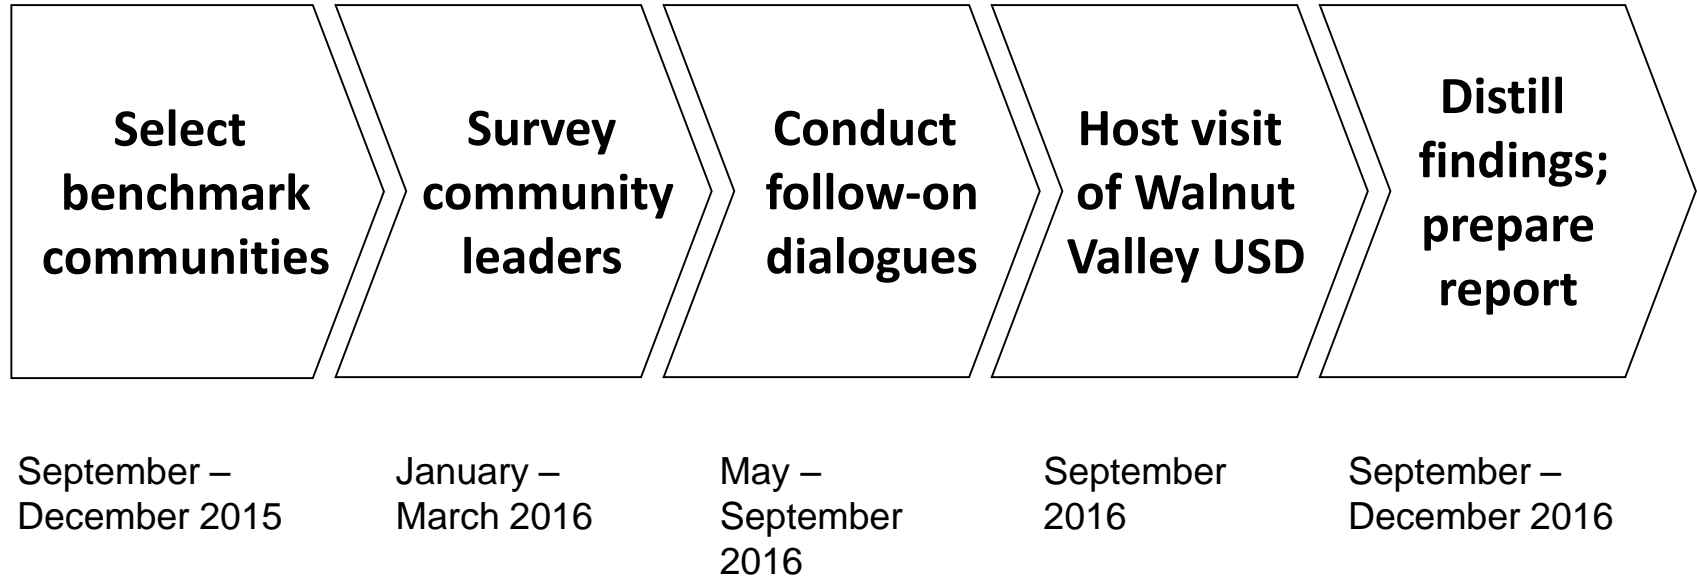 Select
benchmark
communities
Survey
community
leaders
Conduct
follow-on
dialogues
Host visit
of Walnut
Valley USD
Distill
findings;
prepare
report
September –
December 2015
January –
March 2016
May –
September
2016
September
2016
September –
December 2016